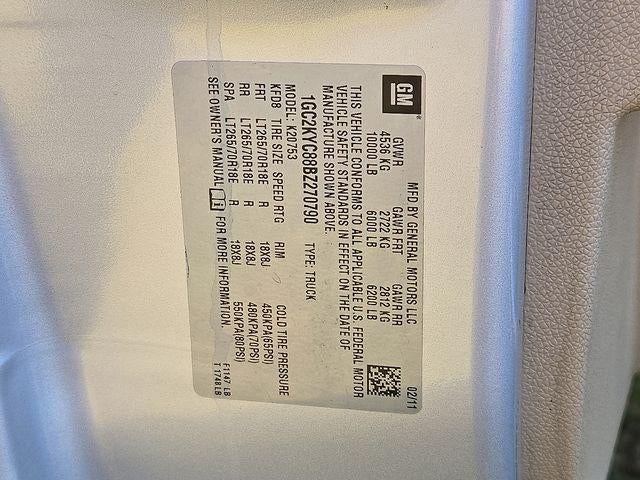 GM®
MFD BY GENERAL MOTORS LLC 02/11
GVWR GAWR FRT GAWR RR
4536 KG 2722 KG 2812 KG
10000 LB 6000 LB 6200 LB
THIS VEHICLE CONFORMS TO ALL APPLICABLE U.S. FEDERAL MOTOR
VEHICLE SAFETY STANDARDS IN EFFECT ON THE DATE OF
MANUFACTURE SHOWN ABOVE.
1GC2KYC88BZ270790 TYPE: TRUCK
MODEL: K20753
KFD8 TIRE SIZE SPEED RTG RIM COLD TIRE PRESSURE
FRT LT265/70R18E R 18X8J 450KPA(65PSI)
RR LT265/70R18E R 18X8J 480KPA(70PSI)
SPA LT265/70R18E R 18X8J 550KPA(80PSI)
SEE OWNER'S MANUAL i FOR MORE INFORMATION.
F1147 LB
T 1748 LB